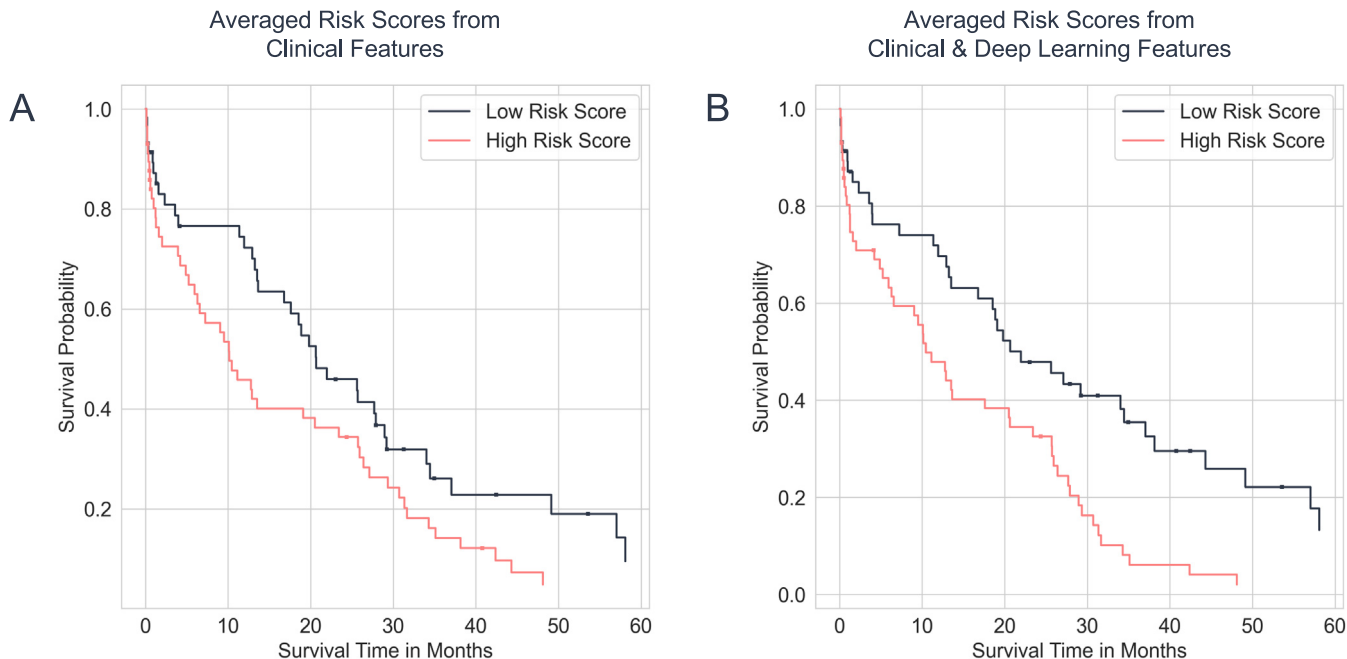 Averaged Risk Scores from
Clinical Features
A
Low Risk Score
High Risk Score
1.0
0.8
0.6
0.4
0.2
Survival Probability
0 10 20 30 40 50 60
Survival Time in Months
Averaged Risk Scores from
Clinical & Deep Learning Features
B
Low Risk Score
High Risk Score
1.0
0.8
0.6
0.4
0.2
0.0
Survival Probability
0 10 20 30 40 50 60
Survival Time in Months